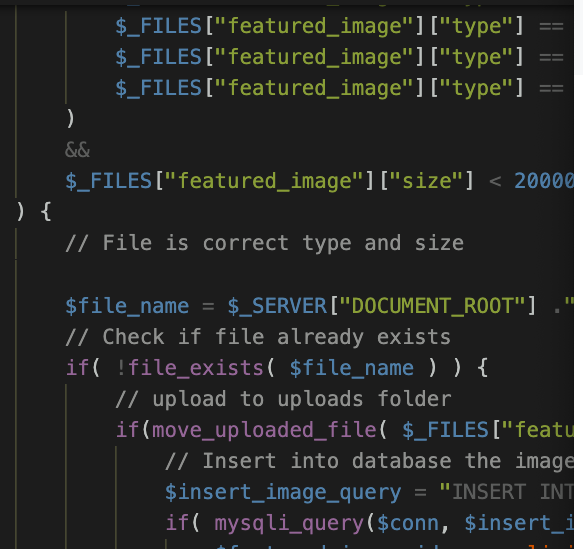 $_FILES["featured_image"]["type"] ==
$_FILES["featured_image"]["type"] ==
$_FILES["featured_image"]["type"] ==
)
&&
$_FILES["featured_image"]["size"] < 20000
) {
// File is correct type and size
$file_name = $_SERVER["DOCUMENT_ROOT"] ."
// Check if file already exists
if( !file_exists( $file_name ) ) {
// upload to uploads folder
if(move_uploaded_file( $_FILES["featu
// Insert into database the image
$insert_image_query = "INSERT INT
if( mysqli_query($conn, $insert_i